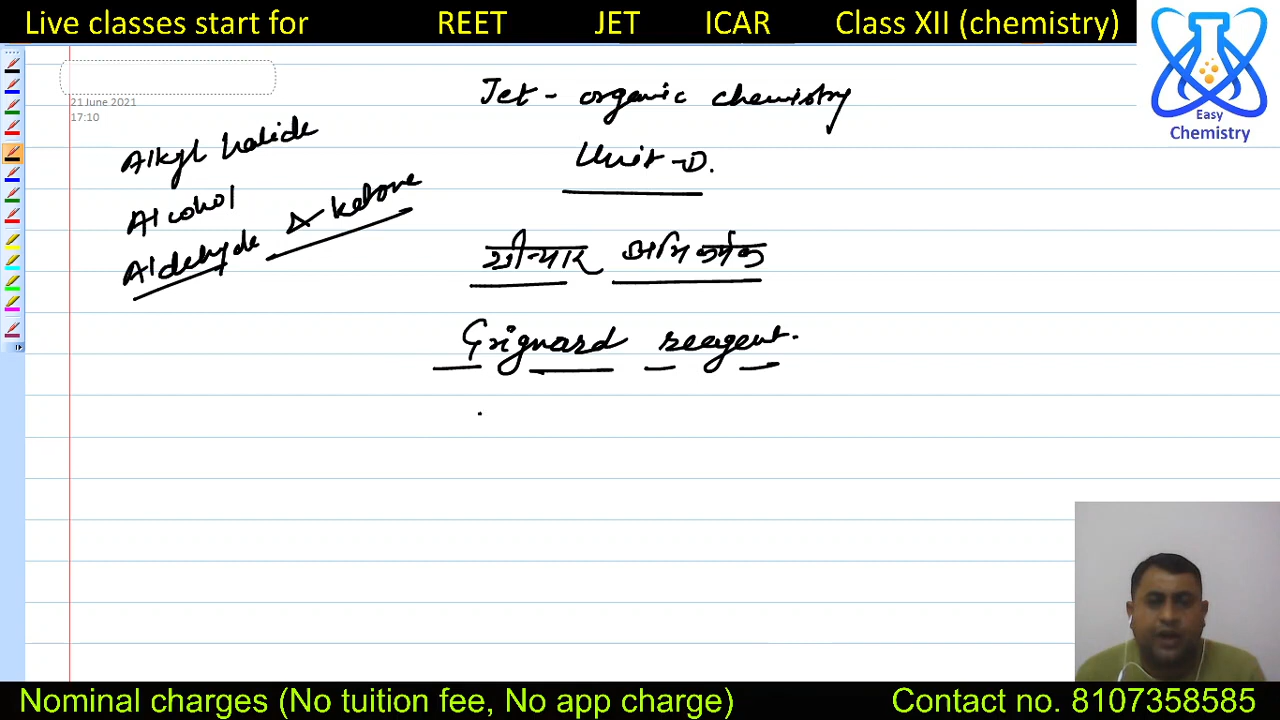 Live classes start for REET JET ICAR Class XII (chemistry)
Easy
Chemistry
21 June 2021
17:10
Jet - organic chemistry
Unit - D.
Alkyl halide
Alcohol
Aldehyde & ketone
ग्रीन्यार अभिकर्मक
Grignard reagent.
Nominal charges (No tuition fee, No app charge) Contact no. 8107358585